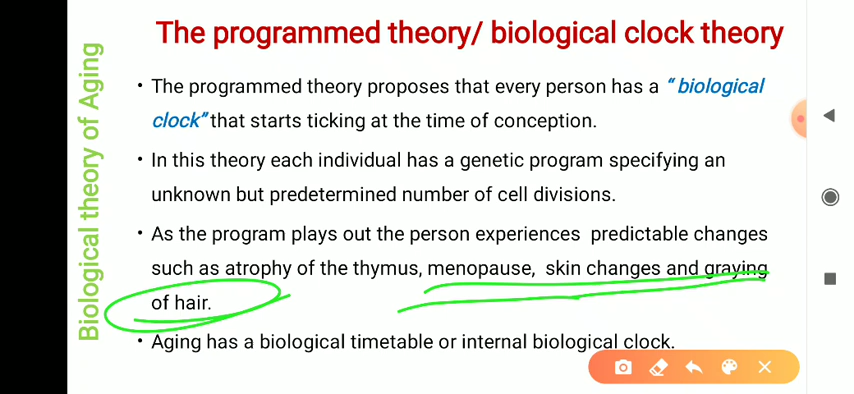 The programmed theory/ biological clock theory
Biological theory of Aging
• The programmed theory proposes that every person has a “ biological
clock” that starts ticking at the time of conception.
• In this theory each individual has a genetic program specifying an
unknown but predetermined number of cell divisions.
• As the program plays out the person experiences predictable changes
such as atrophy of the thymus, menopause, skin changes and graying
of hair.
• Aging has a biological timetable or internal biological clock.